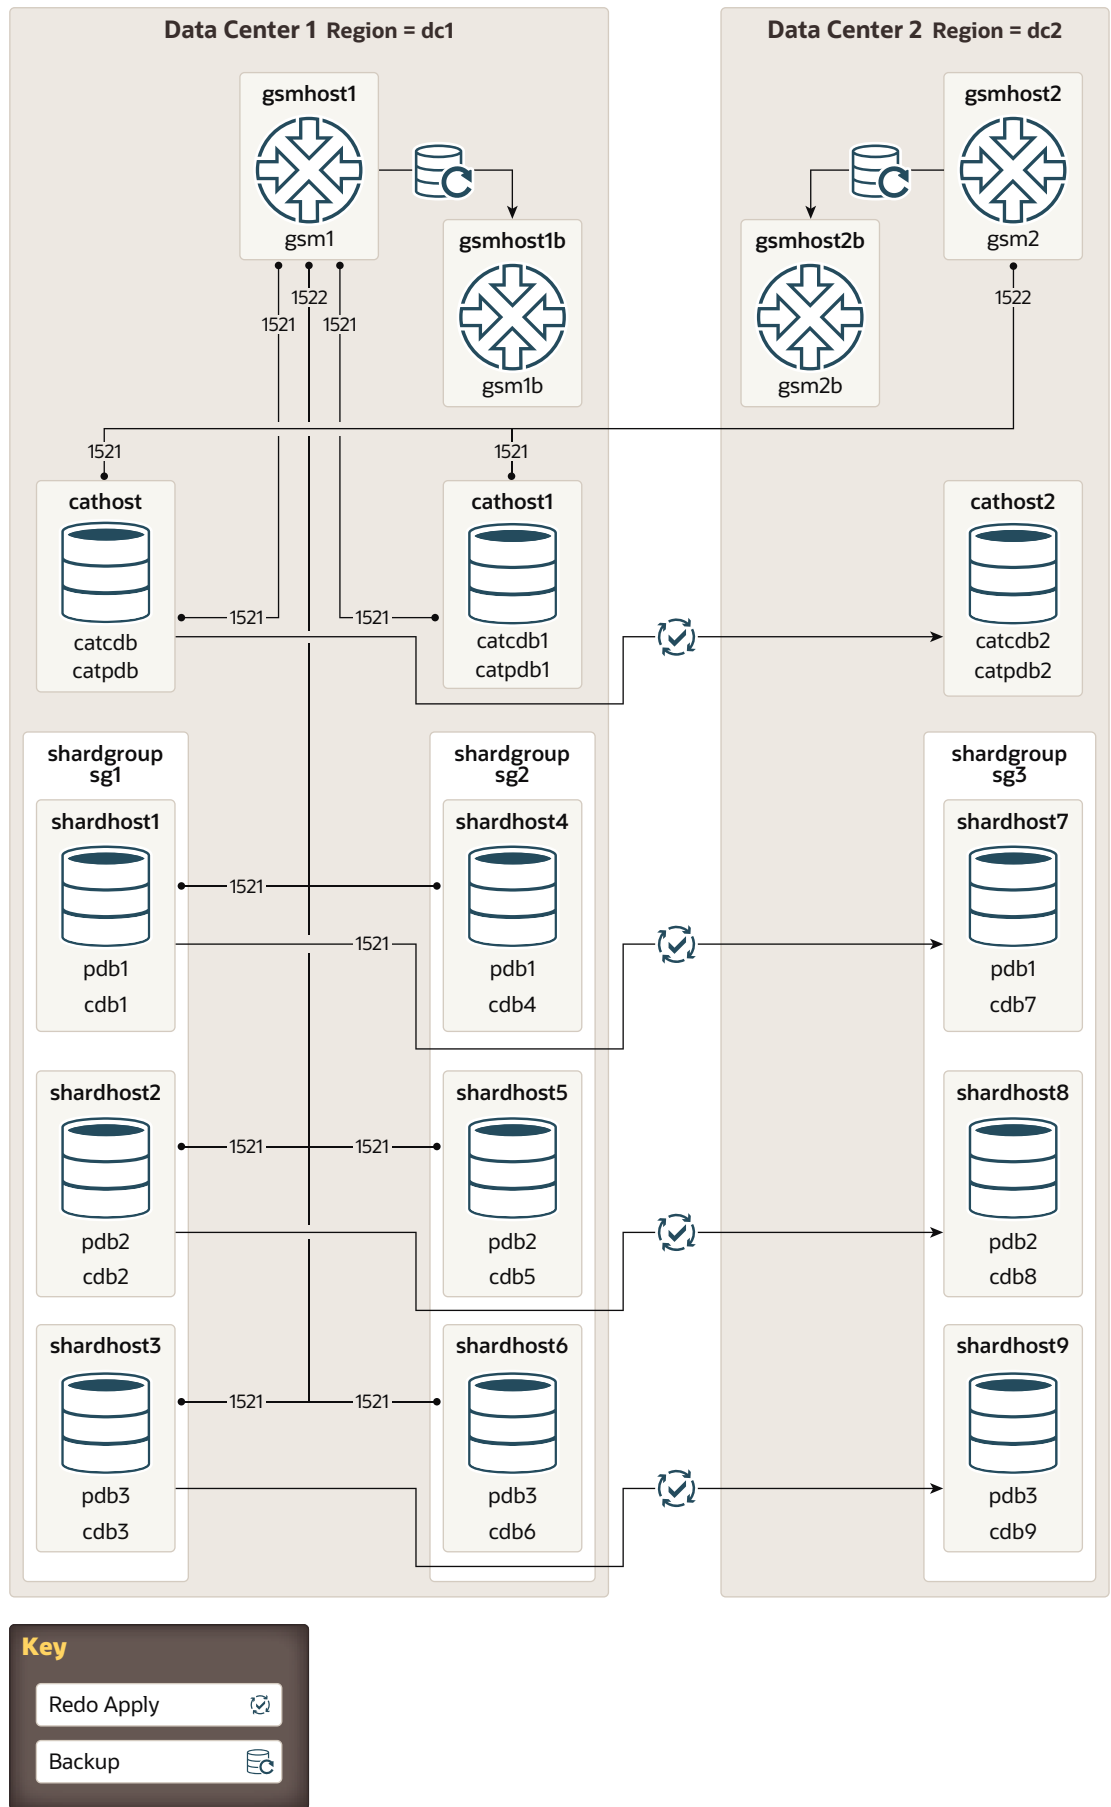 Data Center 1 Region = dc1
Data Center 2 Region = dc2
gsmhost1
gsm1
gsmhost1b
gsm1b
gsmhost2b
gsm2b
gsmhost2
gsm2
1522
1521
1521
1522
1521
1521
cathost
catcdb
catpdb
1521
1521
cathost1
catcdb1
catpdb1
cathost2
catcdb2
catpdb2
shardgroup
sg1
shardgroup
sg2
shardgroup
sg3
shardhost1
pdb1
cdb1
1521
1521
shardhost4
pdb1
cdb4
shardhost7
pdb1
cdb7
shardhost2
pdb2
cdb2
1521
1521
shardhost5
pdb2
cdb5
shardhost8
pdb2
cdb8
shardhost3
pdb3
cdb3
1521
1521
shardhost6
pdb3
cdb6
shardhost9
pdb3
cdb9
Key
Redo Apply
Backup